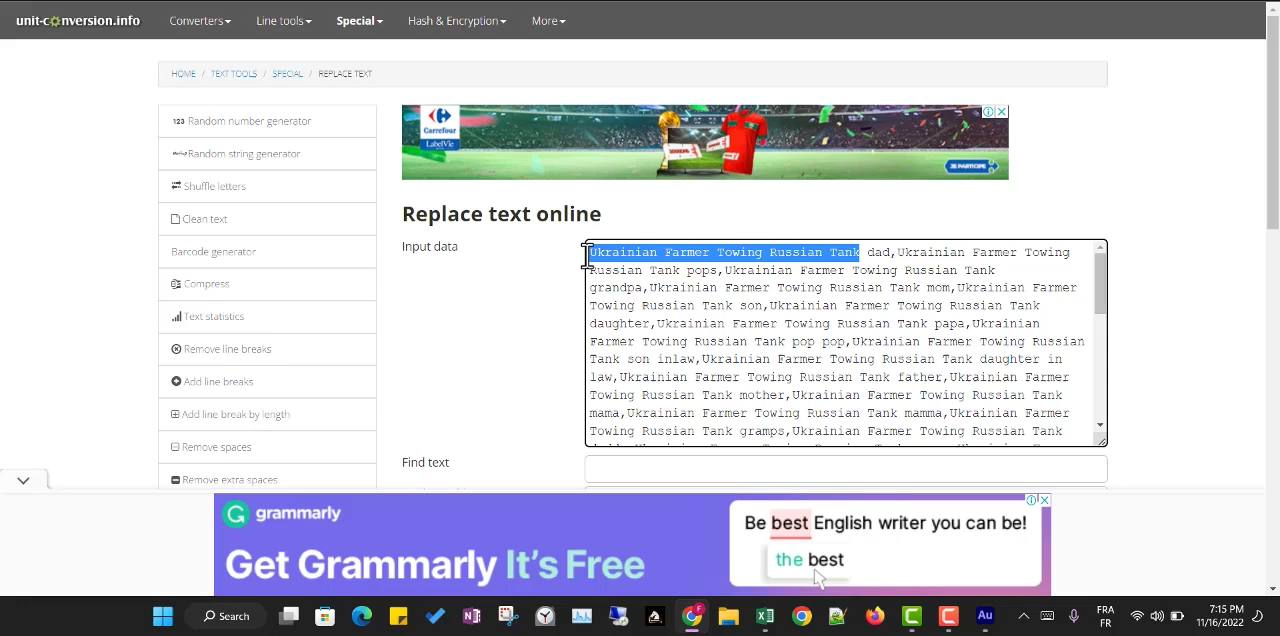 unit-conversion.info Converters Line tools Special Hash & Encryption More
HOME / TEXT TOOLS / SPECIAL / REPLACE TEXT
123 Random number generator
Random string generator
Shuffle letters
Clean text
Barcode generator
Compress
Text statistics
Remove line breaks
Add line breaks
Add line break by length
Remove spaces
Remove extra spaces
Carrefour
LabelVie
JE PARTICIPE
Replace text online
Input data
Ukrainian Farmer Towing Russian Tank dad,Ukrainian Farmer Towing
Russian Tank pops,Ukrainian Farmer Towing Russian Tank
grandpa,Ukrainian Farmer Towing Russian Tank mom,Ukrainian Farmer
Towing Russian Tank son,Ukrainian Farmer Towing Russian Tank
daughter,Ukrainian Farmer Towing Russian Tank papa,Ukrainian
Farmer Towing Russian Tank pop pop,Ukrainian Farmer Towing Russian
Tank son inlaw,Ukrainian Farmer Towing Russian Tank daughter in
law,Ukrainian Farmer Towing Russian Tank father,Ukrainian Farmer
Towing Russian Tank mother,Ukrainian Farmer Towing Russian Tank
mama,Ukrainian Farmer Towing Russian Tank mamma,Ukrainian Farmer
Towing Russian Tank gramps,Ukrainian Farmer Towing Russian Tank
Find text
grammarly
Get Grammarly It's Free
Be best English writer you can be!
the best
Search
FRA
FR
7:15 PM
11/16/2022